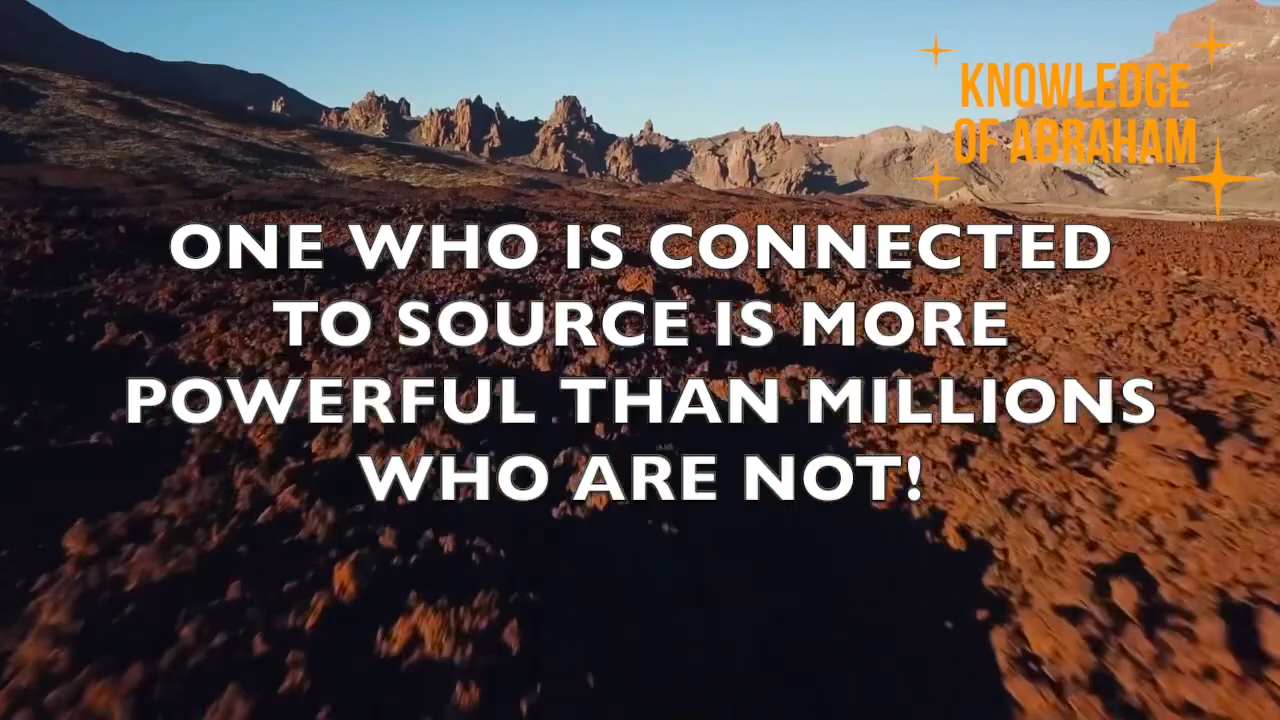 KNOWLEDGE
OF ABRAHAM
ONE WHO IS CONNECTED
TO SOURCE IS MORE
POWERFUL THAN MILLIONS
WHO ARE NOT!